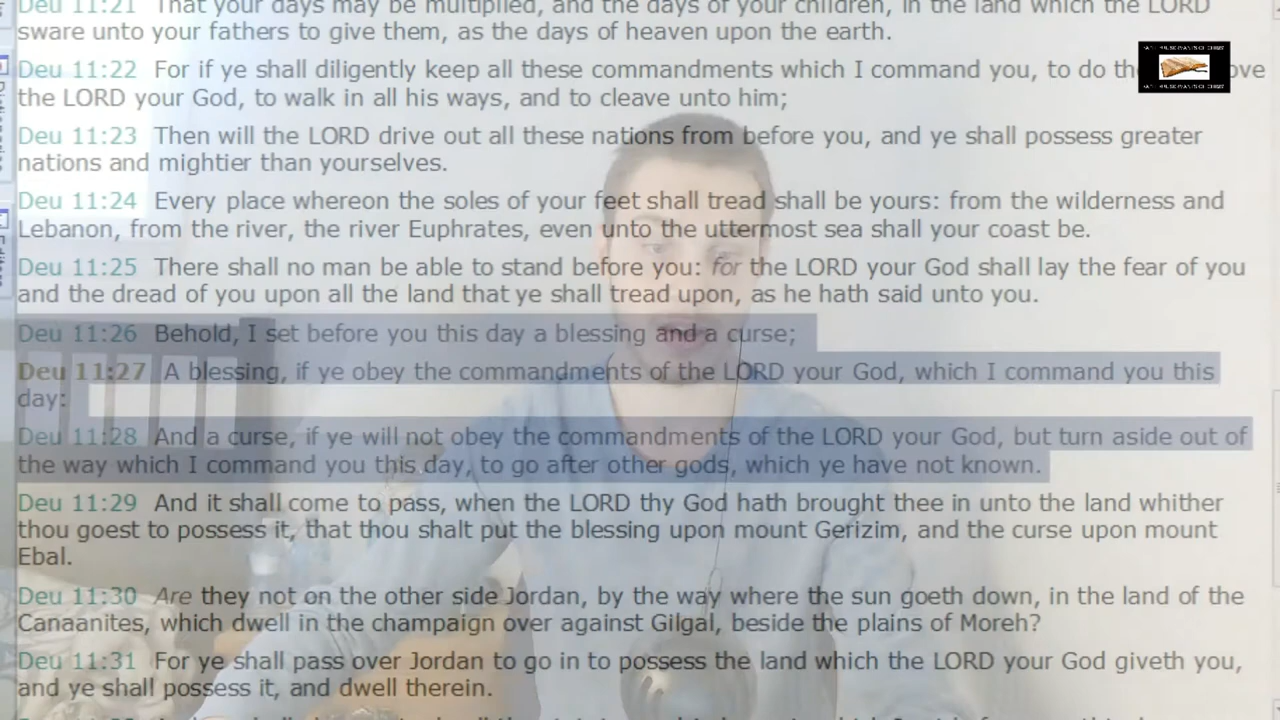 Deu 11:21 That your days may be multiplied, and the days of your children, in the land which the LORD
sware unto your fathers to give them, as the days of heaven upon the earth.
Deu 11:22 For if ye shall diligently keep all these commandments which I command you, to do the ove
the LORD your God, to walk in all his ways, and to cleave unto him;
Deu 11:23 Then will the LORD drive out all these nations from before you, and ye shall possess greater
nations and mightier than yourselves.
Deu 11:24 Every place whereon the soles of your feet shall tread shall be yours: from the wilderness and
Lebanon, from the river, the river Euphrates, even unto the uttermost sea shall your coast be.
Deu 11:25 There shall no man be able to stand before you: for the LORD your God shall lay the fear of you
and the dread of you upon all the land that ye shall tread upon, as he hath said unto you.
Deu 11:26 Behold, I set before you this day a blessing and a curse;
Deu 11:27 A blessing, if ye obey the commandments of the LORD your God, which I command you this
day:
Deu 11:28 And a curse, if ye will not obey the commandments of the LORD your God, but turn aside out of
the way which I command you this day, to go after other gods, which ye have not known.
Deu 11:29 And it shall come to pass, when the LORD thy God hath brought thee in unto the land whither
thou goest to possess it, that thou shalt put the blessing upon mount Gerizim, and the curse upon mount
Ebal.
Deu 11:30 Are they not on the other side Jordan, by the way where the sun goeth down, in the land of the
Canaanites, which dwell in the champaign over against Gilgal, beside the plains of Moreh?
Deu 11:31 For ye shall pass over Jordan to go in to possess the land which the LORD your God giveth you,
and ye shall possess it, and dwell therein.